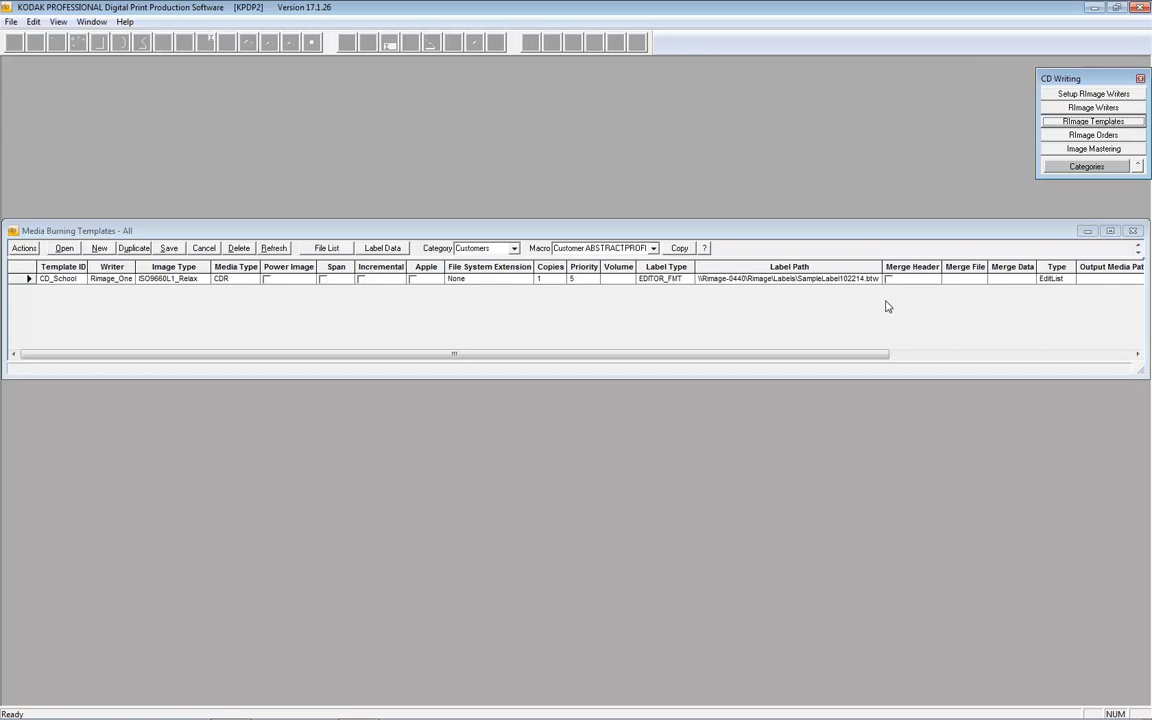 KODAK PROFESSIONAL Digital Print Production Software [KPDP2] Version 17.1.26
File Edit View Window Help
CD Writing
Setup RImage Writers
RImage Writers
RImage Templates
RImage Orders
Image Mastering
Categories ^
Media Burning Templates - All
Actions Open New Duplicate Save Cancel Delete Refresh File List Label Data Category Customers Macro Customer ABSTRACTPROFI Copy ?
Template ID Writer Image Type Media Type Power Image Span Incremental Apple File System Extension Copies Priority Volume Label Type Label Path Merge Header Merge File Merge Data Type Output Media Pat
CD_School Rimage_One ISO9660L1_Relax CDR None 1 5 EDITOR_FMT \\Rimage-0440\Rimage\Labels\SampleLabel102214.btw EditList
Ready NUM